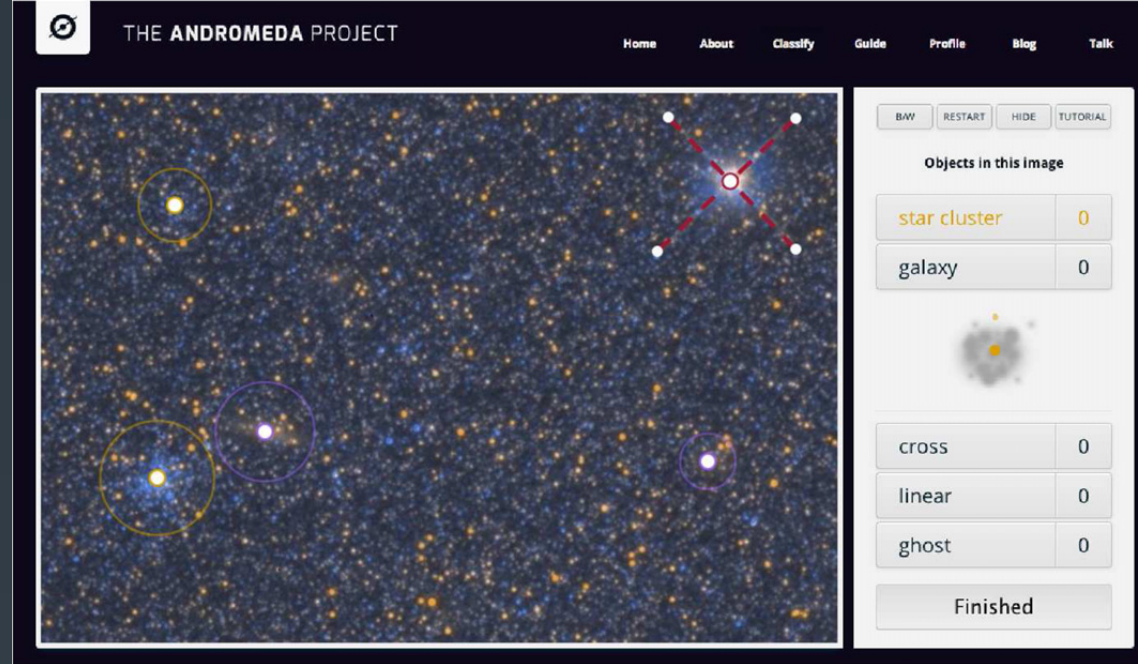 THE ANDROMEDA PROJECT
Home About Classify Guide Profile Blog Talk
B/W RESTART HIDE TUTORIAL
Objects in this image
star cluster 0
galaxy 0
cross 0
linear 0
ghost 0
Finished